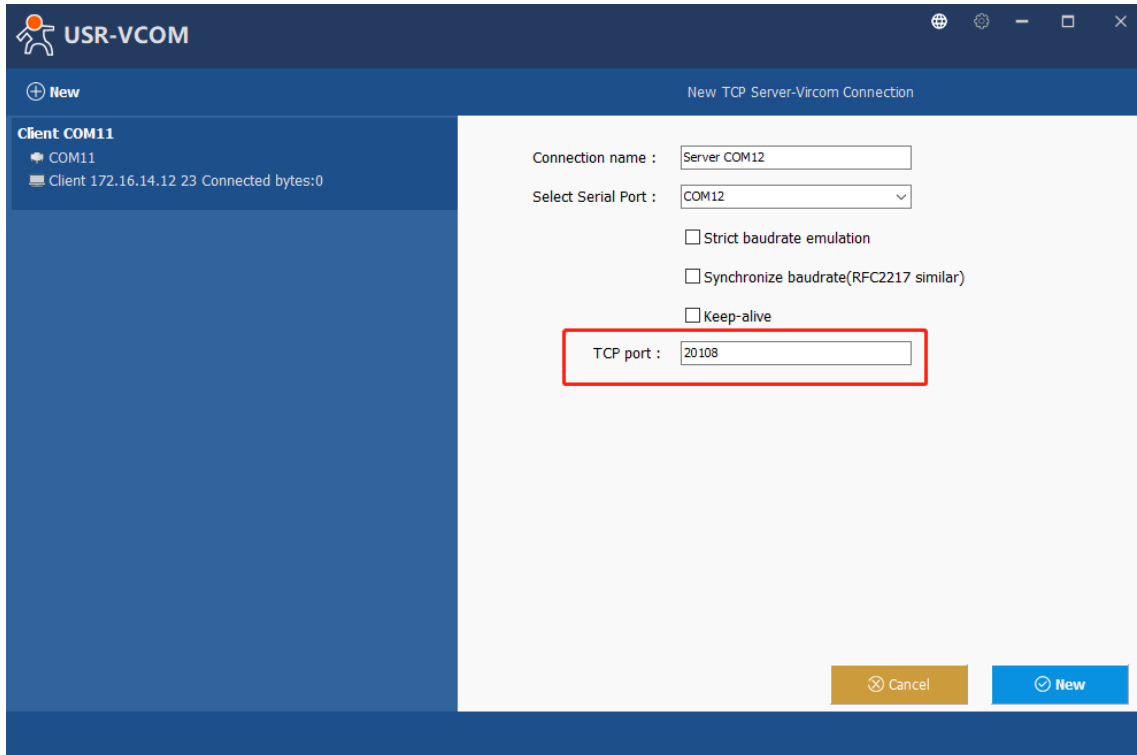 USR-VCOM
New
New TCP Server-Vircom Connection
Client COM11
COM11
Client 172.16.14.12 23 Connected bytes:0
Connection name :
Server COM12
Select Serial Port :
COM12
Strict baudrate emulation
Synchronize baudrate(RFC2217 similar)
Keep-alive
TCP port :
20108
Cancel
New